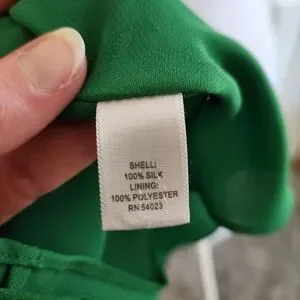 SHELL:
100% SILK
LINING:
100% POLYESTER
RN 54023